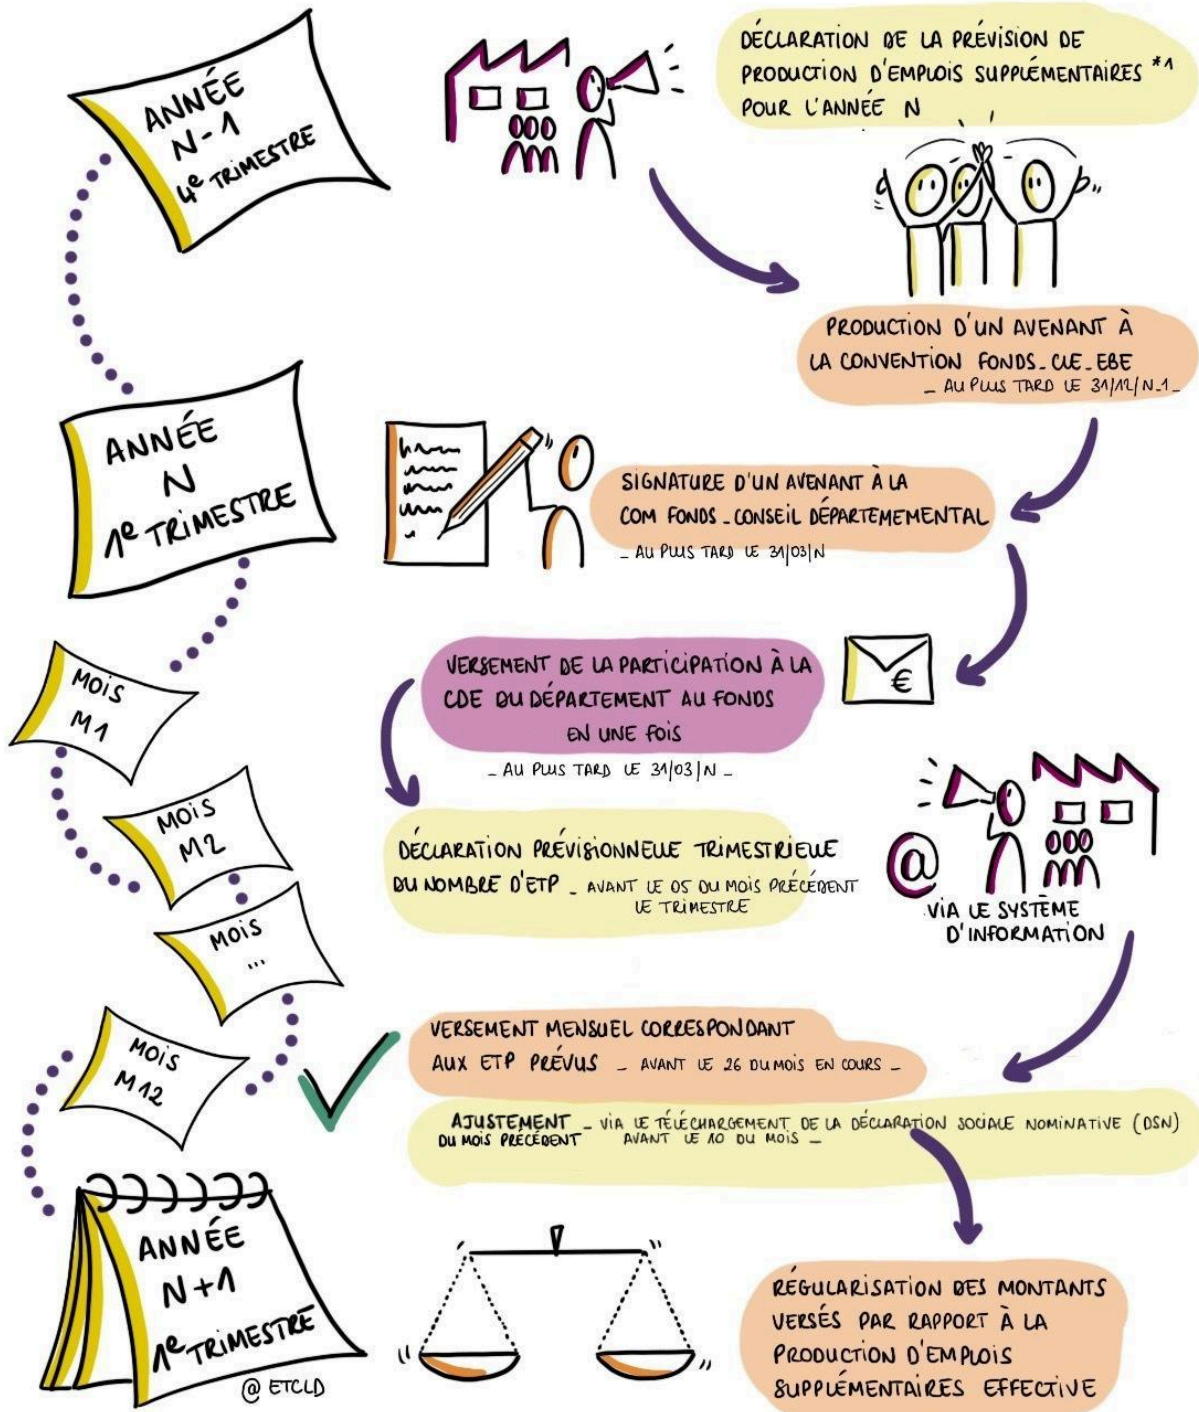 ANNÉE
N-1
4e TRIMESTRE
DÉCLARATION DE LA PRÉVISION DE
PRODUCTION D'EMPLOIS SUPPLÉMENTAIRES *1
POUR L'ANNÉE N
PRODUCTION D'UN AVENANT À
LA CONVENTION FONDS_CLE_EBE
_ AU PLUS TARD LE 31/12/N-1_
ANNÉE
N
1e TRIMESTRE
SIGNATURE D'UN AVENANT À LA
COM FONDS_CONSEIL DÉPARTEMEMENTAL
_ AU PLUS TARD LE 31/03/N
MOIS
M1
VERSEMENT DE LA PARTICIPATION À LA
CDE DU DÉPARTEMENT AU FONDS
EN UNE FOIS
_ AU PLUS TARD LE 31/03/N _
€
MOIS
M2
DÉCLARATION PRÉVISIONNELLE TRIMESTRIELLE
DU NOMBRE D'ETP _ AVANT LE 05 DU MOIS PRÉCÉDENT
LE TRIMESTRE
@
VIA LE SYSTÈME
D'INFORMATION
MOIS
...
MOIS
M12
VERSEMENT MENSUEL CORRESPONDANT
AUX ETP PRÉVUS _ AVANT LE 26 DU MOIS EN COURS _
AJUSTEMENT _ VIA LE TÉLÉCHARGEMENT DE LA DÉCLARATION SOCIALE NOMINATIVE (DSN)
DU MOIS PRÉCÉDENT AVANT LE 10 DU MOIS _
ANNÉE
N+1
1e TRIMESTRE
@ ETCLD
RÉGULARISATION DES MONTANTS
VERSÉS PAR RAPPORT À LA
PRODUCTION D'EMPLOIS
SUPPLÉMENTAIRES EFFECTIVE